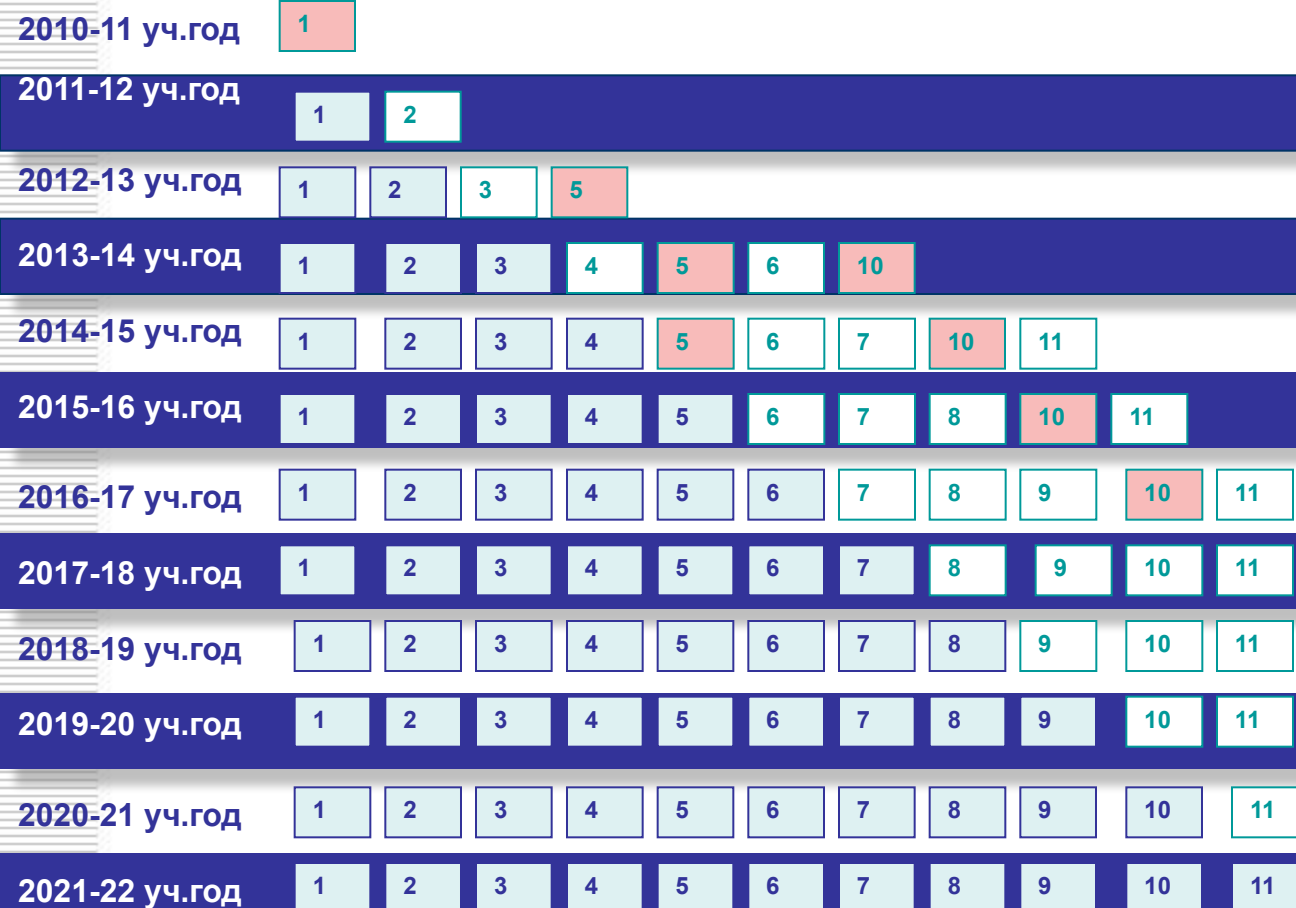 2010-11 уч.год 1
2011-12 уч.год 1 2
2012-13 уч.год 1 2 3 5
2013-14 уч.год 1 2 3 4 5 6 10
2014-15 уч.год 1 2 3 4 5 6 7 10 11
2015-16 уч.год 1 2 3 4 5 6 7 8 10 11
2016-17 уч.год 1 2 3 4 5 6 7 8 9 10 11
2017-18 уч.год 1 2 3 4 5 6 7 8 9 10 11
2018-19 уч.год 1 2 3 4 5 6 7 8 9 10 11
2019-20 уч.год 1 2 3 4 5 6 7 8 9 10 11
2020-21 уч.год 1 2 3 4 5 6 7 8 9 10 11
2021-22 уч.год 1 2 3 4 5 6 7 8 9 10 11